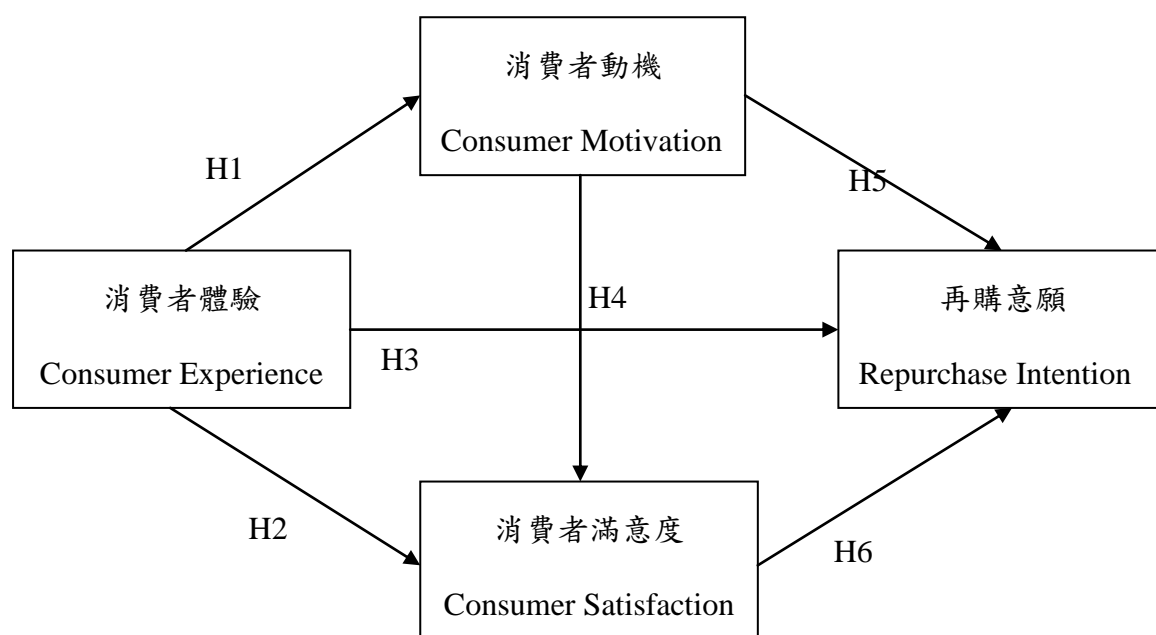 消費者動機
Consumer Motivation
H1
H5
消費者體驗
Consumer Experience
H4
H3
再購意願
Repurchase Intention
H2
消費者滿意度
Consumer Satisfaction
H6